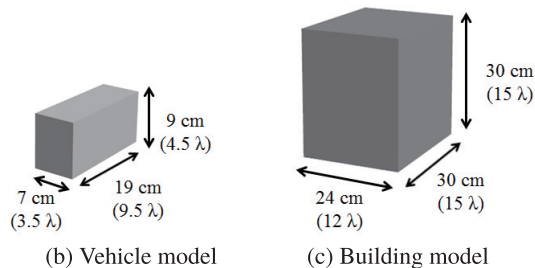 9 cm
(4.5 λ)
7 cm
(3.5 λ)
19 cm
(9.5 λ)
(b) Vehicle model
30 cm
(15 λ)
24 cm
(12 λ)
30 cm
(15 λ)
(c) Building model